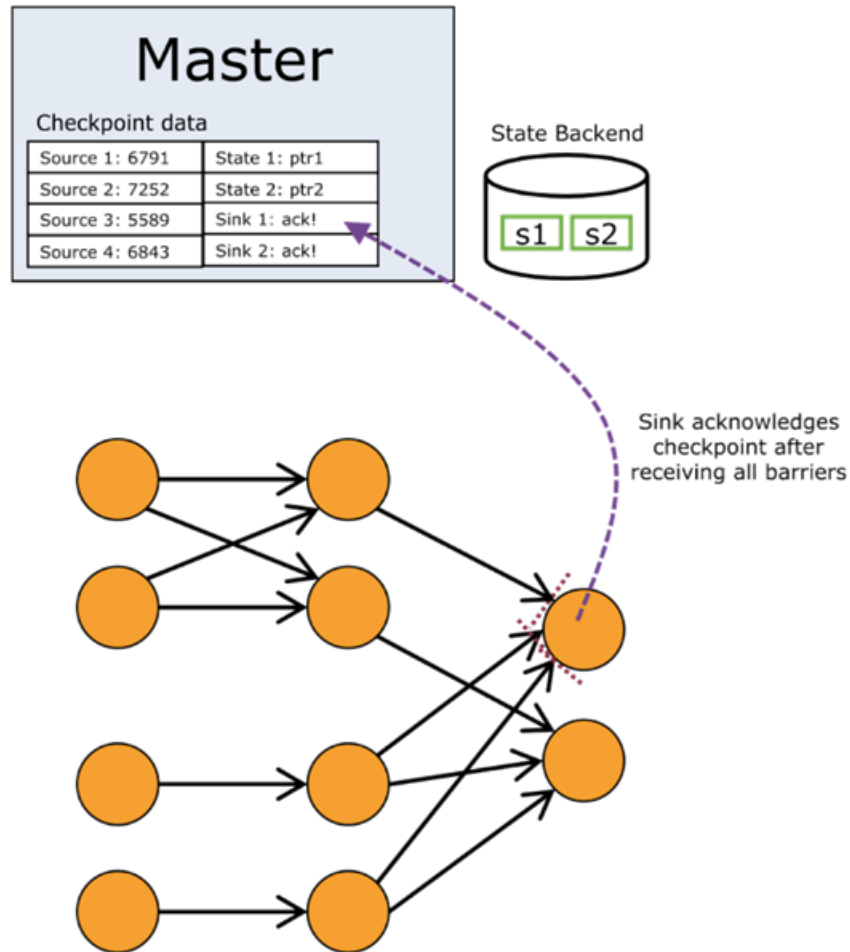 Master
Checkpoint data
Source 1: 6791 State 1: ptr1
Source 2: 7252 State 2: ptr2
Source 3: 5589 Sink 1: ack!
Source 4: 6843 Sink 2: ack!
State Backend
s1 s2
Sink acknowledges
checkpoint after
receiving all barriers